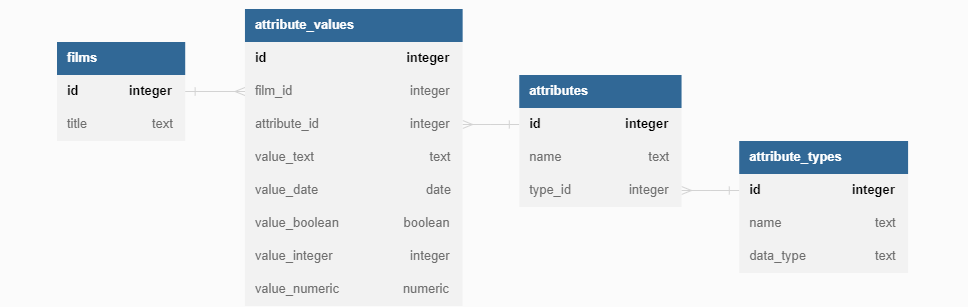 films
id integer
title text
attribute_values
id integer
film_id integer
attribute_id integer
value_text text
value_date date
value_boolean boolean
value_integer integer
value_numeric numeric
attributes
id integer
name text
type_id integer
attribute_types
id integer
name text
data_type text